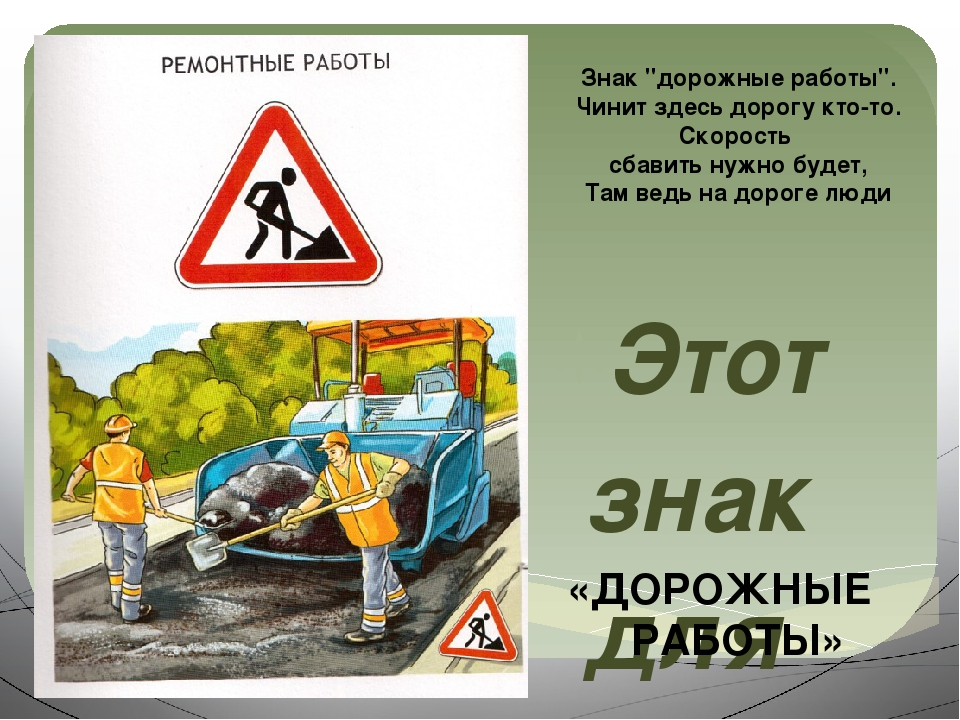 РЕМОНТНЫЕ РАБОТЫ
Знак "дорожные работы".
Чинит здесь дорогу кто-то.
Скорость
сбавить нужно будет,
Там ведь на дороге люди
Этот
знак
для
«ДОРОЖНЫЕ
РАБОТЫ»